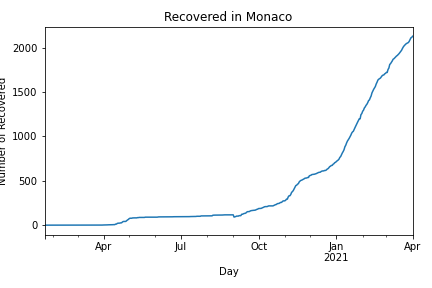 Recovered in Monaco
Number of Recovered
2000
1500
1000
500
0
Apr
Jul
Oct
Jan
2021
Apr
Day